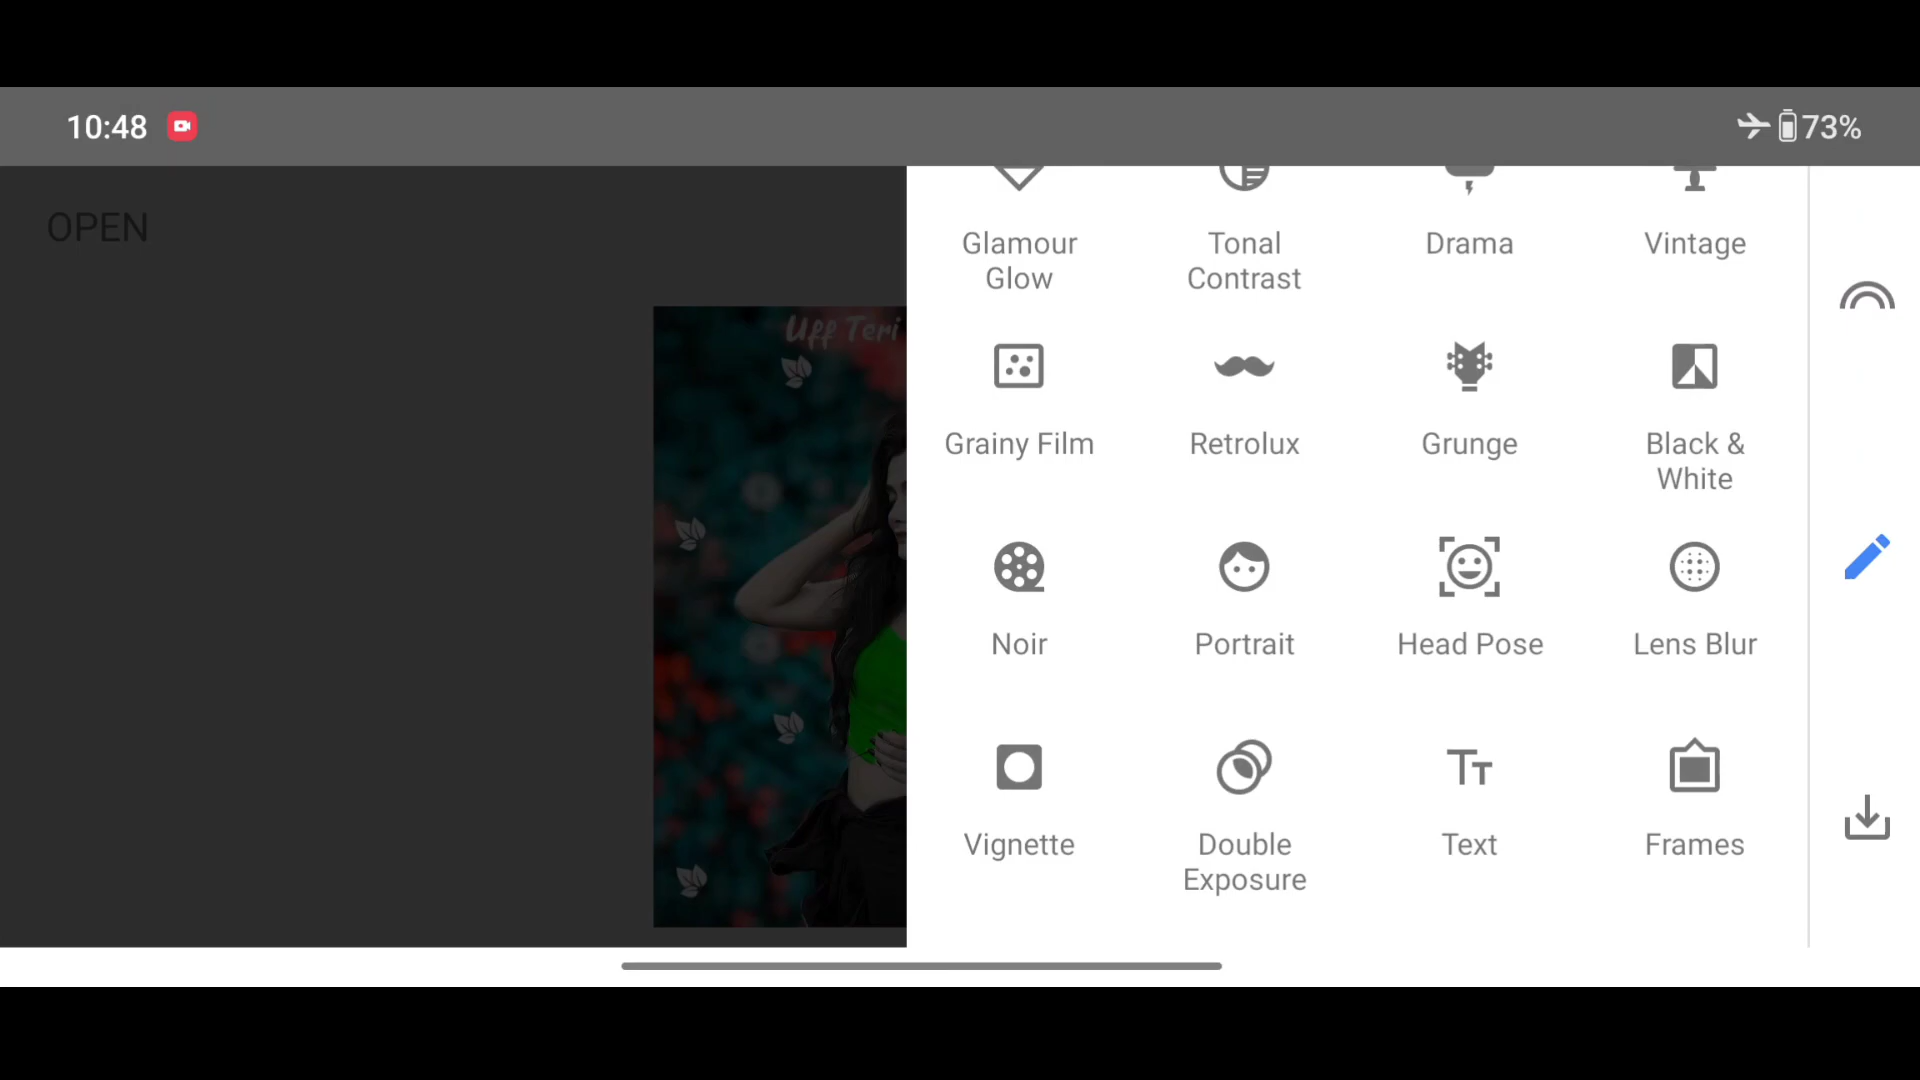 10:48
73%
OPEN
Uff Teri
Glamour
Glow
Tonal
Contrast
Drama
Vintage
Grainy Film
Retrolux
Grunge
Black &
White
Noir
Portrait
Head Pose
Lens Blur
Vignette
Double
Exposure
Text
Frames